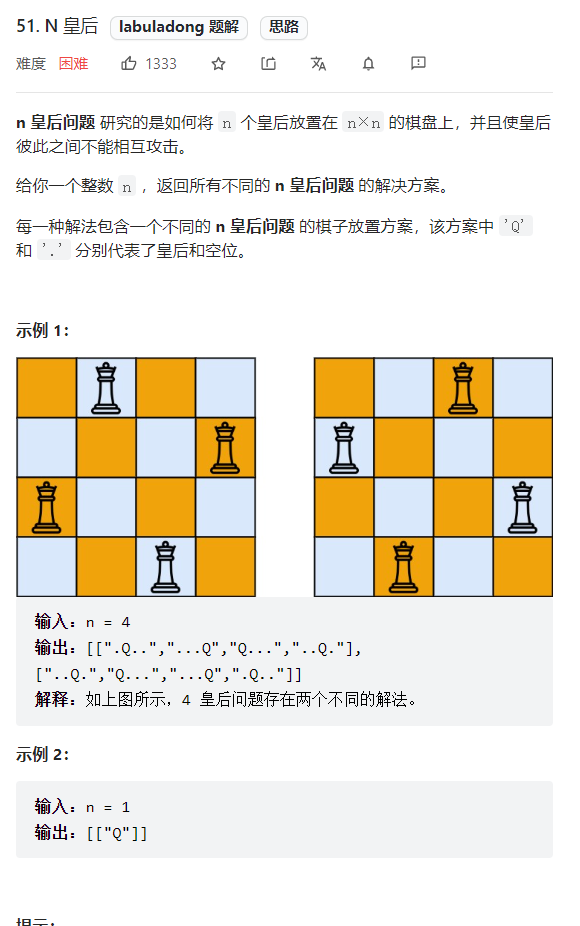 51. N 皇后 labuladong 题解 思路
难度 困难 1333
n 皇后问题 研究的是如何将 n 个皇后放置在 n×n 的棋盘上，并且使皇后
彼此之间不能相互攻击。
给你一个整数 n ，返回所有不同的 n 皇后问题 的解决方案。
每一种解法包含一个不同的 n 皇后问题 的棋子放置方案，该方案中 'Q'
和 '.' 分别代表了皇后和空位。
示例 1：
输入：n = 4
输出：[[".Q..","...Q","Q...","..Q."],
["..Q.","Q...","...Q",".Q.."]]
解释：如上图所示，4 皇后问题存在两个不同的解法。
示例 2：
输入：n = 1
输出：[["Q"]]
提示：